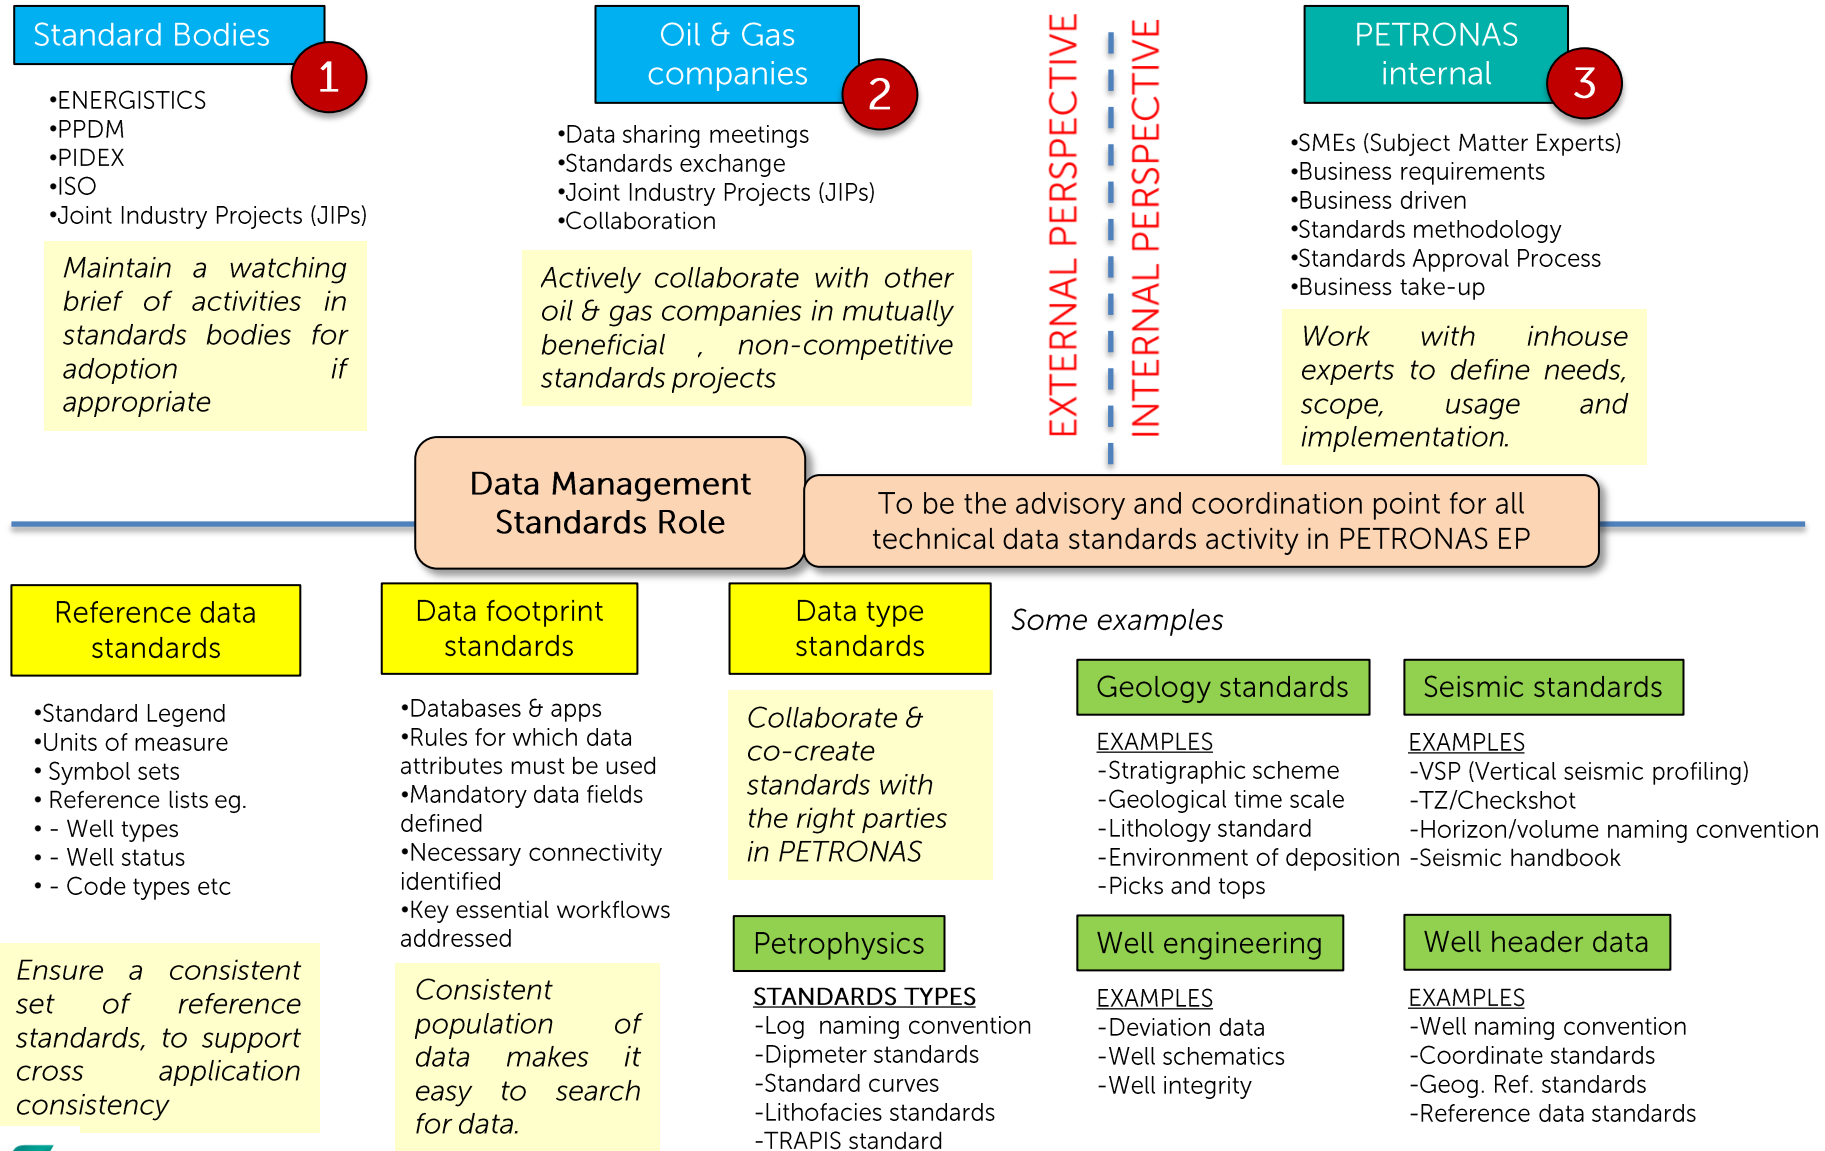 Standard Bodies
1
•ENERGISTICS
•PPDM
•PIDEX
•ISO
•Joint Industry Projects (JIPs)
Maintain a watching
brief of activities in
standards bodies for
adoption if
appropriate
Oil & Gas
companies
2
•Data sharing meetings
•Standards exchange
•Joint Industry Projects (JIPs)
•Collaboration
Actively collaborate with other
oil & gas companies in mutually
beneficial , non-competitive
standards projects
EXTERNAL PERSPECTIVE
INTERNAL PERSPECTIVE
PETRONAS
internal
3
•SMEs (Subject Matter Experts)
•Business requirements
•Business driven
•Standards methodology
•Standards Approval Process
•Business take-up
Work with inhouse
experts to define needs,
scope, usage and
implementation.
Data Management
Standards Role
To be the advisory and coordination point for all
technical data standards activity in PETRONAS EP
Reference data
standards
•Standard Legend
•Units of measure
• Symbol sets
• Reference lists eg.
• - Well types
• - Well status
• - Code types etc
Ensure a consistent
set of reference
standards, to support
cross application
consistency
Data footprint
standards
•Databases & apps
•Rules for which data
attributes must be used
•Mandatory data fields
defined
•Necessary connectivity
identified
•Key essential workflows
addressed
Consistent
population of
data makes it
easy to search
for data.
Data type
standards
Collaborate &
co-create
standards with
the right parties
in PETRONAS
Some examples
Geology standards
EXAMPLES
-Stratigraphic scheme
-Geological time scale
-Lithology standard
-Environment of deposition
-Picks and tops
Seismic standards
EXAMPLES
-VSP (Vertical seismic profiling)
-TZ/Checkshot
-Horizon/volume naming convention
-Seismic handbook
Petrophysics
STANDARDS TYPES
-Log naming convention
-Dipmeter standards
-Standard curves
-Lithofacies standards
-TRAPIS standard
Well engineering
EXAMPLES
-Deviation data
-Well schematics
-Well integrity
Well header data
EXAMPLES
-Well naming convention
-Coordinate standards
-Geog. Ref. standards
-Reference data standards